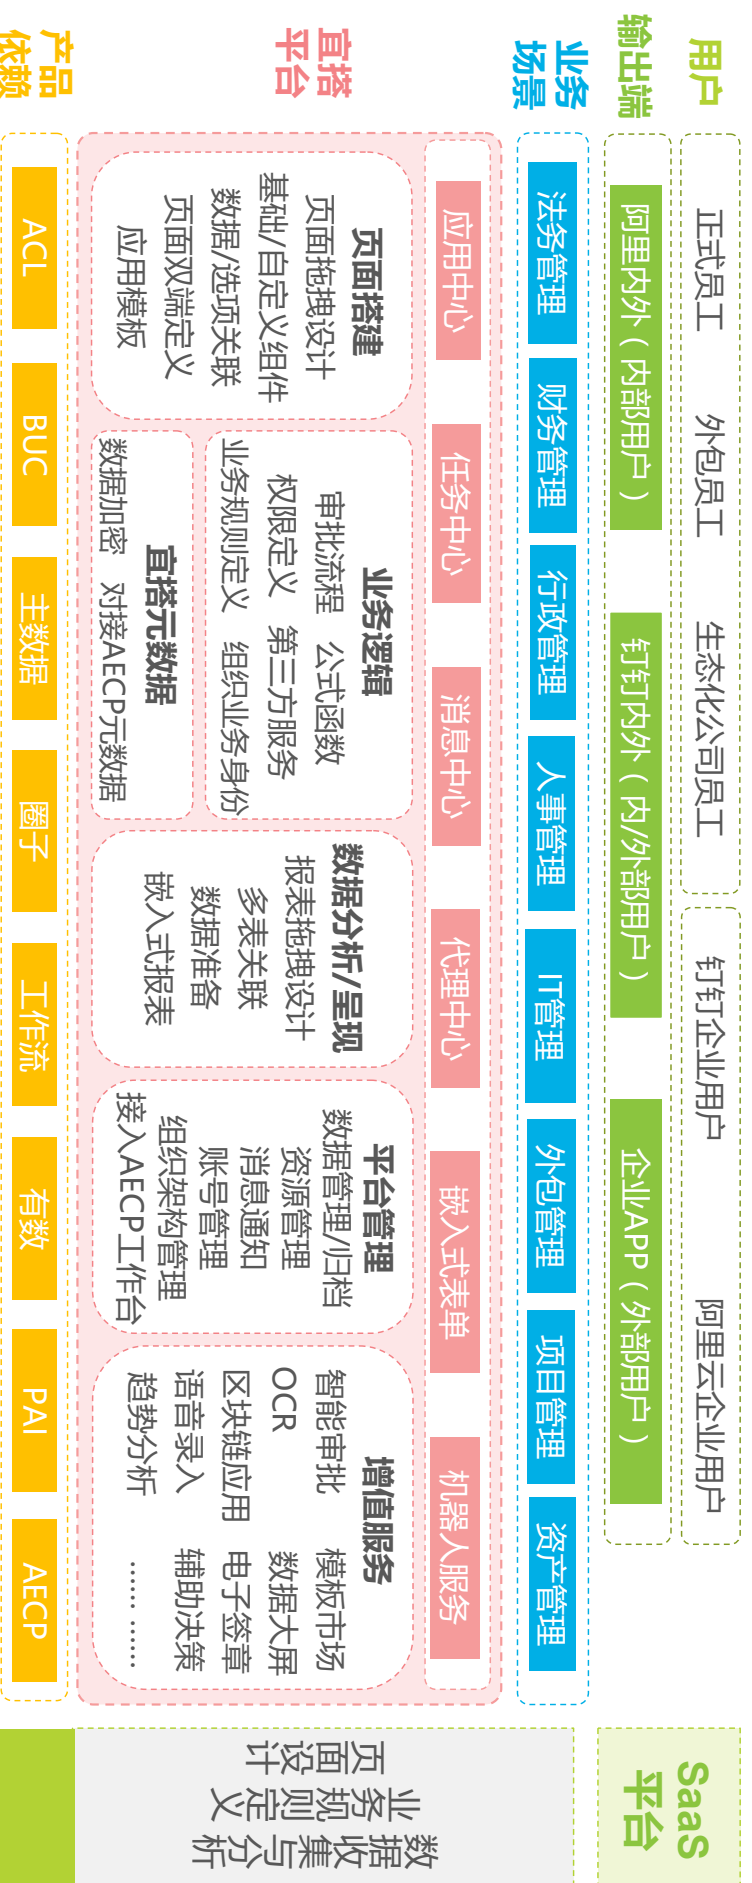 用户
正式员工
外包员工
生态化公司员工
钉钉企业用户
阿里云企业用户
输出端
阿里内外（内部用户）
钉钉内外（内/外部用户）
企业APP（外部用户）
业务
场景
法务管理
财务管理
行政管理
人事管理
IT管理
外包管理
项目管理
资产管理
宜搭
平台
应用中心
任务中心
消息中心
代理中心
嵌入式表单
机器人服务
页面搭建
页面拖拽设计
基础/自定义组件
数据/选项关联
页面双端定义
应用模板
业务逻辑
审批流程 公式函数
权限定义 第三方服务
业务规则定义 组织业务身份
宜搭元数据
数据加密 对接AECP元数据
数据分析/呈现
报表拖拽设计
多表关联
数据准备
嵌入式报表
平台管理
数据管理/归档
资源管理
消息通知
账号管理
组织架构管理
接入AECP工作台
增值服务
智能审批 模板市场
OCR 数据大屏
区块链应用 电子签章
语音录入 辅助决策
趋势分析 …… ……
产品
依赖
ACL
BUC
主数据
圈子
工作流
有数
PAI
AECP
SaaS
平台
页面设计
业务规则定义
数据收集与分析